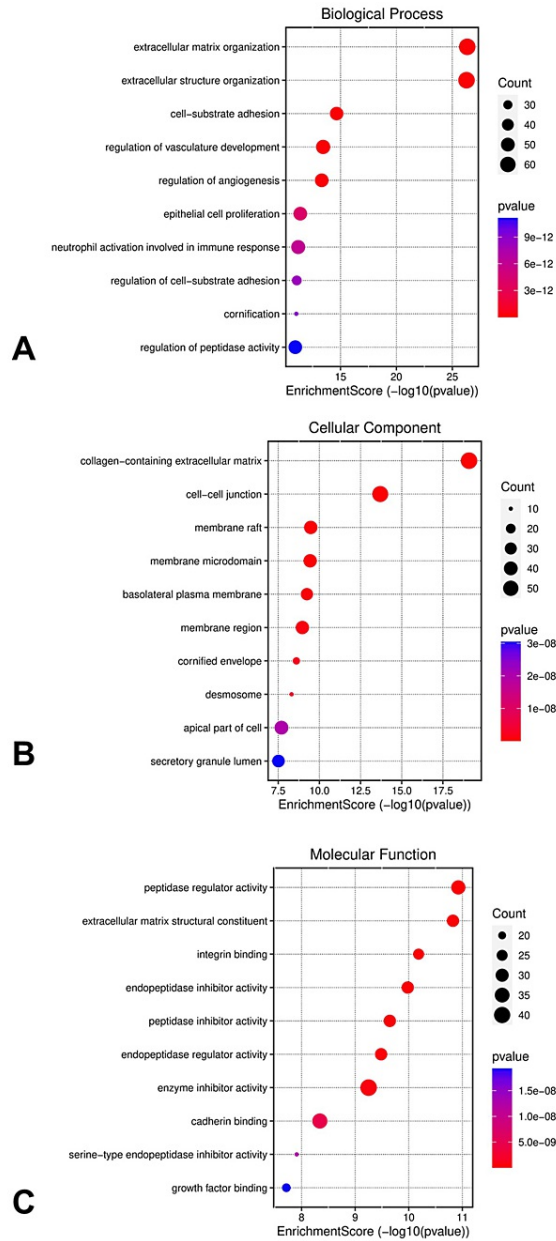 Biological Process
extracellular matrix organization
extracellular structure organization
cell-substrate adhesion
regulation of vasculature development
regulation of angiogenesis
epithelial cell proliferation
neutrophil activation involved in immune response
regulation of cell-substrate adhesion
cornification
regulation of peptidase activity
15 20 25
EnrichmentScore (−log10(pvalue))
Count
30
40
50
60
pvalue
9e-12
6e-12
3e-12
A
Cellular Component
collagen-containing extracellular matrix
cell-cell junction
membrane raft
membrane microdomain
basolateral plasma membrane
membrane region
cornified envelope
desmosome
apical part of cell
secretory granule lumen
7.5 10.0 12.5 15.0 17.5
EnrichmentScore (−log10(pvalue))
Count
10
20
30
40
50
pvalue
3e-08
2e-08
1e-08
B
Molecular Function
peptidase regulator activity
extracellular matrix structural constituent
integrin binding
endopeptidase inhibitor activity
peptidase inhibitor activity
endopeptidase regulator activity
enzyme inhibitor activity
cadherin binding
serine-type endopeptidase inhibitor activity
growth factor binding
8 9 10 11
EnrichmentScore (−log10(pvalue))
Count
20
25
30
35
40
pvalue
1.5e-08
1.0e-08
5.0e-09
C